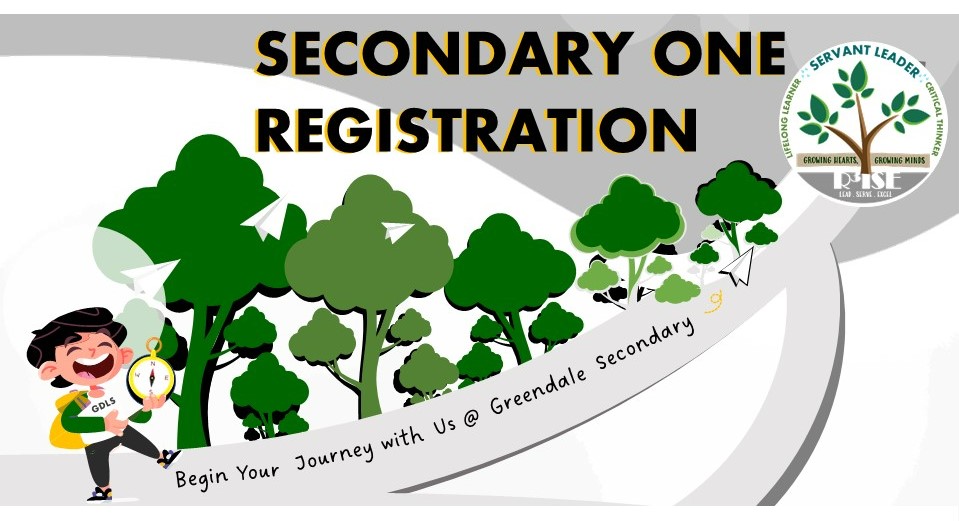 SECONDARY ONE
REGISTRATION
SERVANT LEADER
LIFELONG LEARNER
CRITICAL THINKER
GROWING HEARTS, GROWING MINDS
R³ISE
LEAD . SERVE . EXCEL
N
E
S
GDLS
Begin Your Journey with Us @ Greendale Secondary